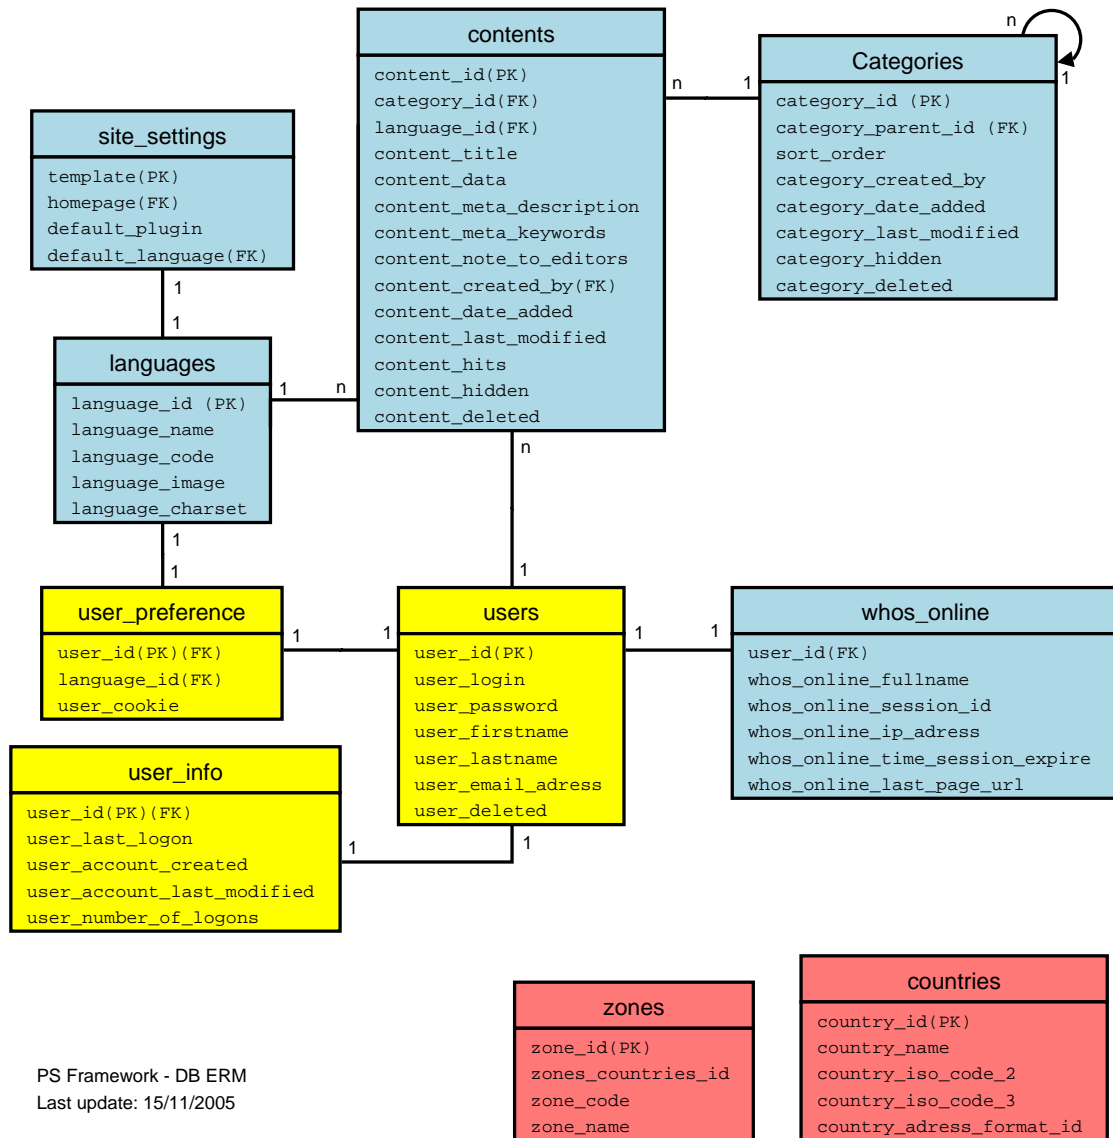 contents
content_id(PK)
category_id(FK)
language_id(FK)
content_title
content_data
content_meta_description
content_meta_keywords
content_note_to_editors
content_created_by(FK)
content_date_added
content_last_modified
content_hits
content_hidden
content_deleted
n
1
n
1
Categories
category_id (PK)
category_parent_id (FK)
sort_order
category_created_by
category_date_added
category_last_modified
category_hidden
category_deleted
site_settings
template(PK)
homepage(FK)
default_plugin
default_language(FK)
1
1
languages
language_id (PK)
language_name
language_code
language_image
language_charset
1
n
n
1
1
1
user_preference
user_id(PK)(FK)
language_id(FK)
user_cookie
1
1
users
user_id(PK)
user_login
user_password
user_firstname
user_lastname
user_email_adress
user_deleted
1
1
whos_online
user_id(FK)
whos_online_fullname
whos_online_session_id
whos_online_ip_adress
whos_online_time_session_expire
whos_online_last_page_url
user_info
user_id(PK)(FK)
user_last_logon
user_account_created
user_account_last_modified
user_number_of_logons
1
1
zones
zone_id(PK)
zones_countries_id
zone_code
zone_name
countries
country_id(PK)
country_name
country_iso_code_2
country_iso_code_3
country_adress_format_id
PS Framework - DB ERM
Last update: 15/11/2005